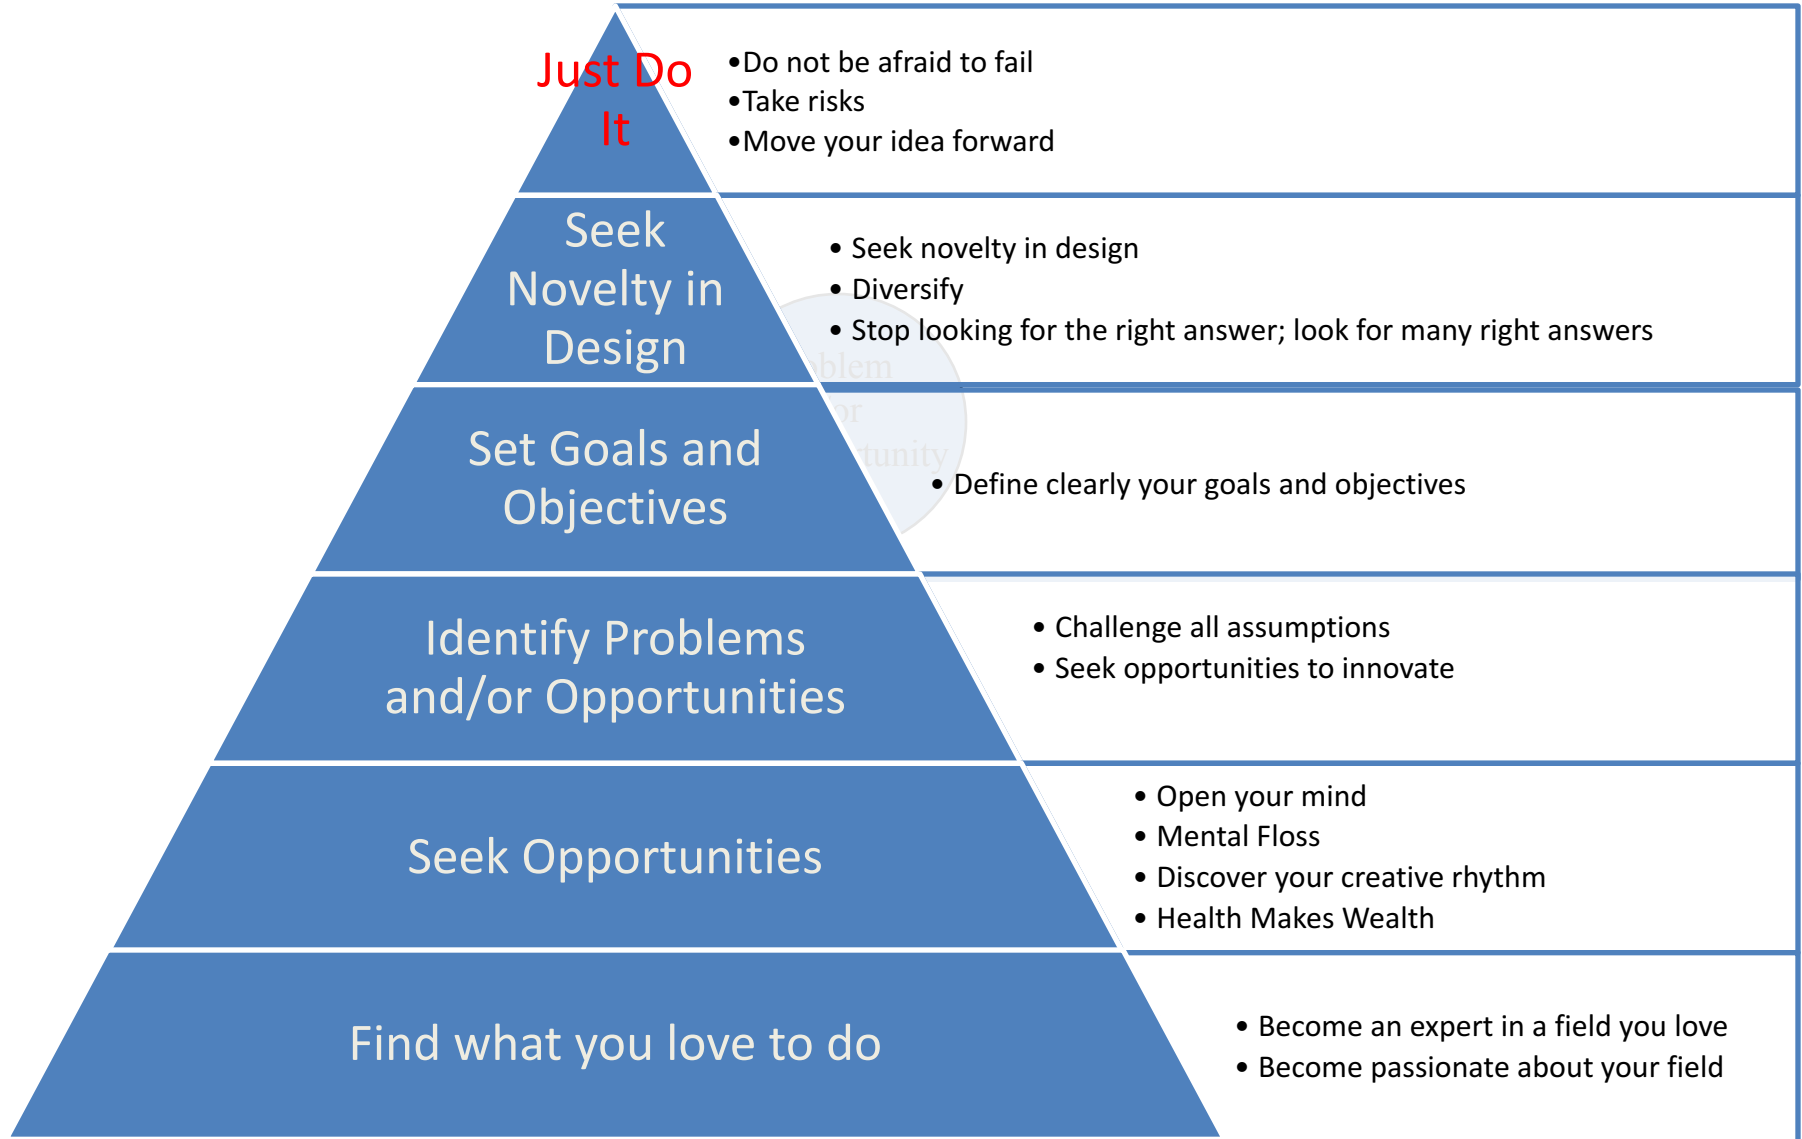 Just Do
It
•Do not be afraid to fail
•Take risks
•Move your idea forward
Seek
Novelty in
Design
• Seek novelty in design
• Diversify
• Stop looking for the right answer; look for many right answers
Set Goals and
Objectives
• Define clearly your goals and objectives
Identify Problems
and/or Opportunities
• Challenge all assumptions
• Seek opportunities to innovate
Seek Opportunities
• Open your mind
• Mental Floss
• Discover your creative rhythm
• Health Makes Wealth
Find what you love to do
• Become an expert in a field you love
• Become passionate about your field